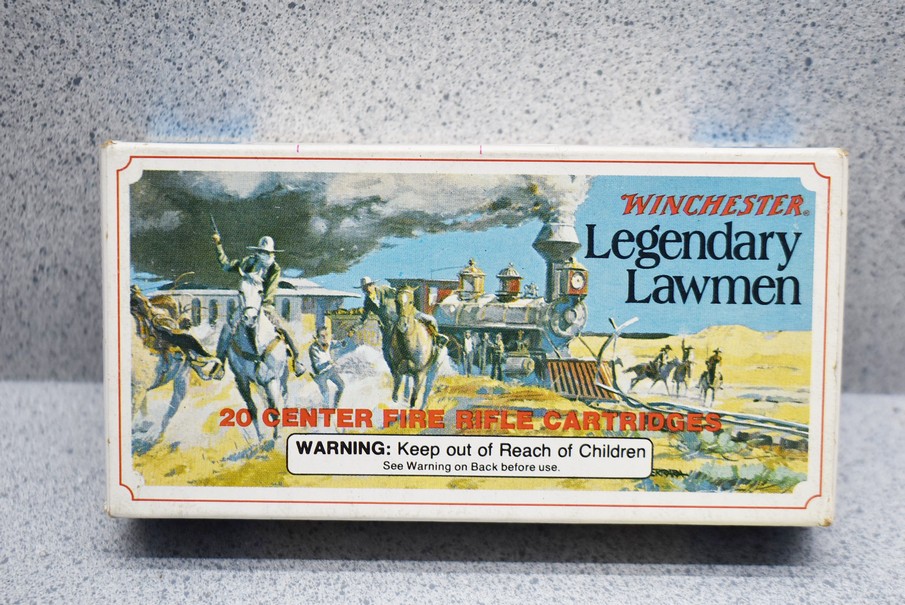 WINCHESTER®
Legendary
Lawmen
20 CENTER FIRE RIFLE CARTRIDGES
WARNING: Keep out of Reach of Children
See Warning on Back before use.